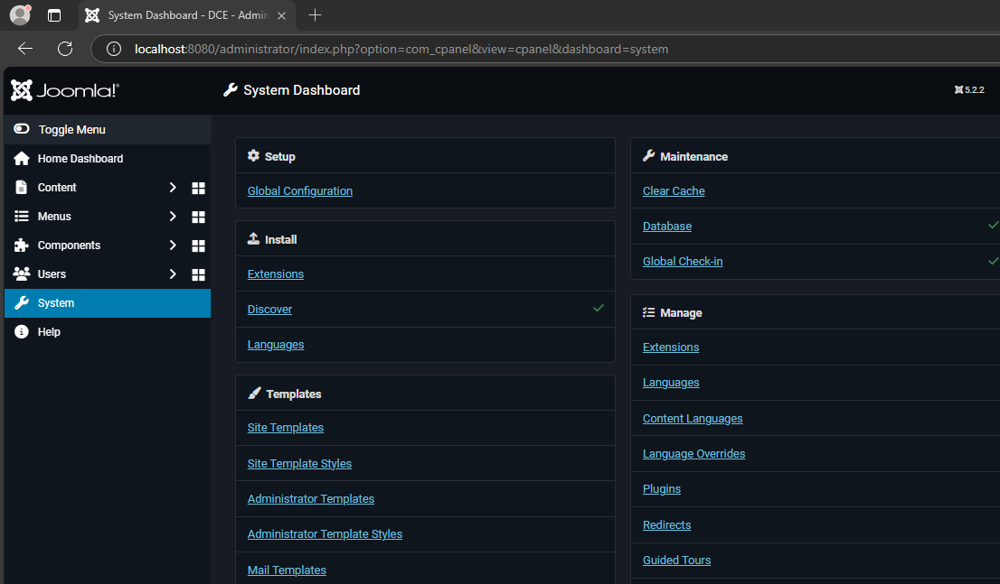 System Dashboard - DCE - Admin
localhost:8080/administrator/index.php?option=com_cpanel&view=cpanel&dashboard=system
Joomla!®
System Dashboard
5.2.2
Toggle Menu
Home Dashboard
Content
Menus
Components
Users
System
Help
Setup
Global Configuration
Install
Extensions
Discover
Languages
Templates
Site Templates
Site Template Styles
Administrator Templates
Administrator Template Styles
Mail Templates
Maintenance
Clear Cache
Database
Global Check-in
Manage
Extensions
Languages
Content Languages
Language Overrides
Plugins
Redirects
Guided Tours